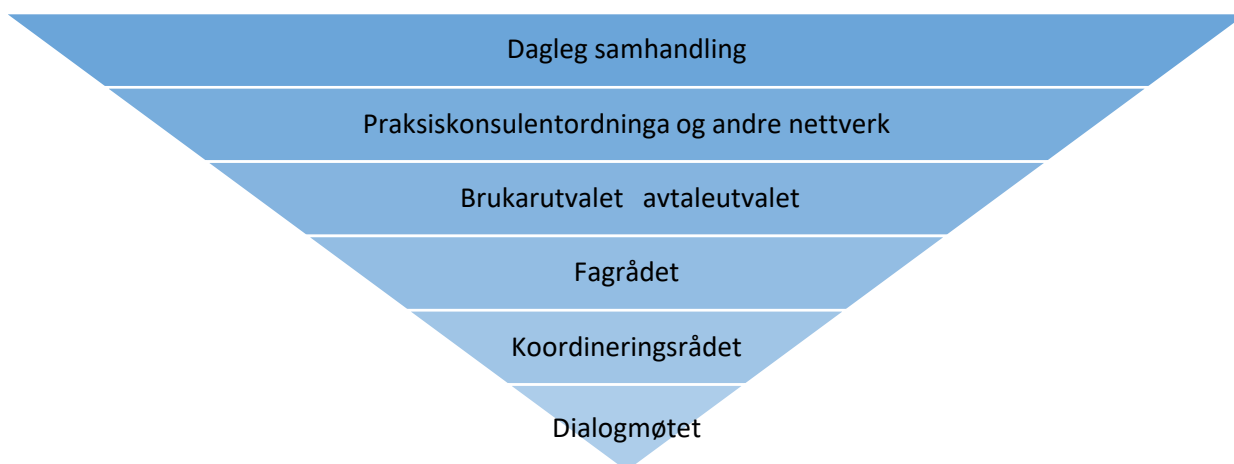 Dagleg samhandling
Praksiskonsulentordninga og andre nettverk
Brukarutvalet avtaleutvalet
Fagrådet
Koordineringsrådet
Dialogmøtet